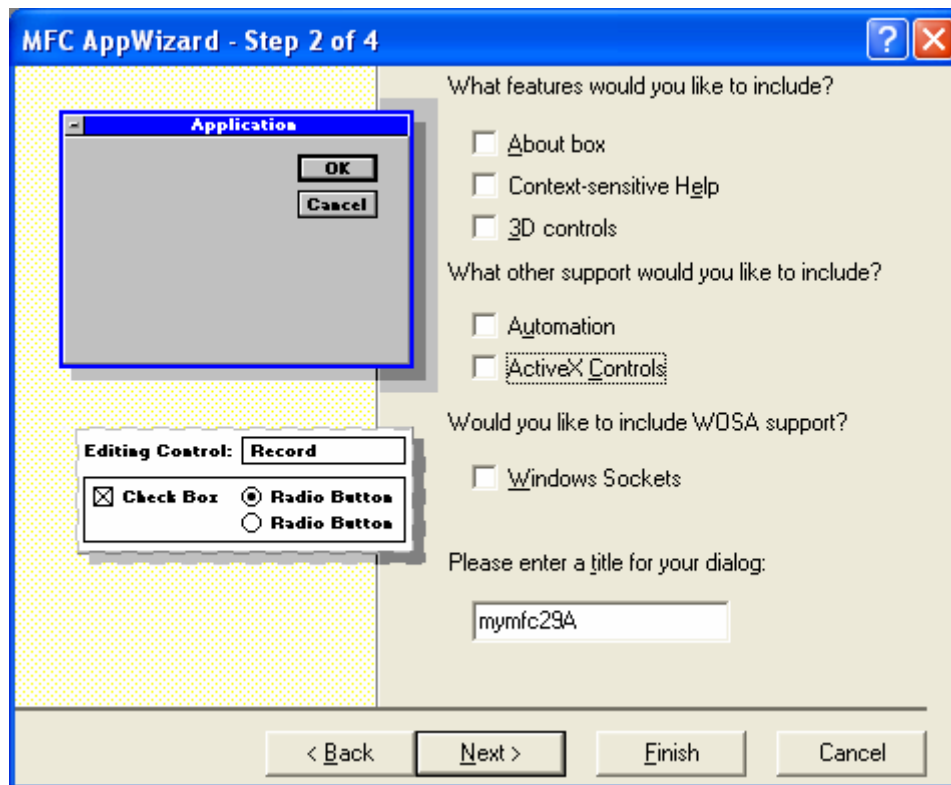 MFC AppWizard - Step 2 of 4
What features would you like to include?
Application
OK
Cancel
About box
Context-sensitive Help
3D controls
What other support would you like to include?
Automation
ActiveX Controls
Would you like to include WOSA support?
Editing Control: Record
Check Box Radio Button
Radio Button
Windows Sockets
Please enter a title for your dialog:
mymfc29A
< Back Next > Finish Cancel